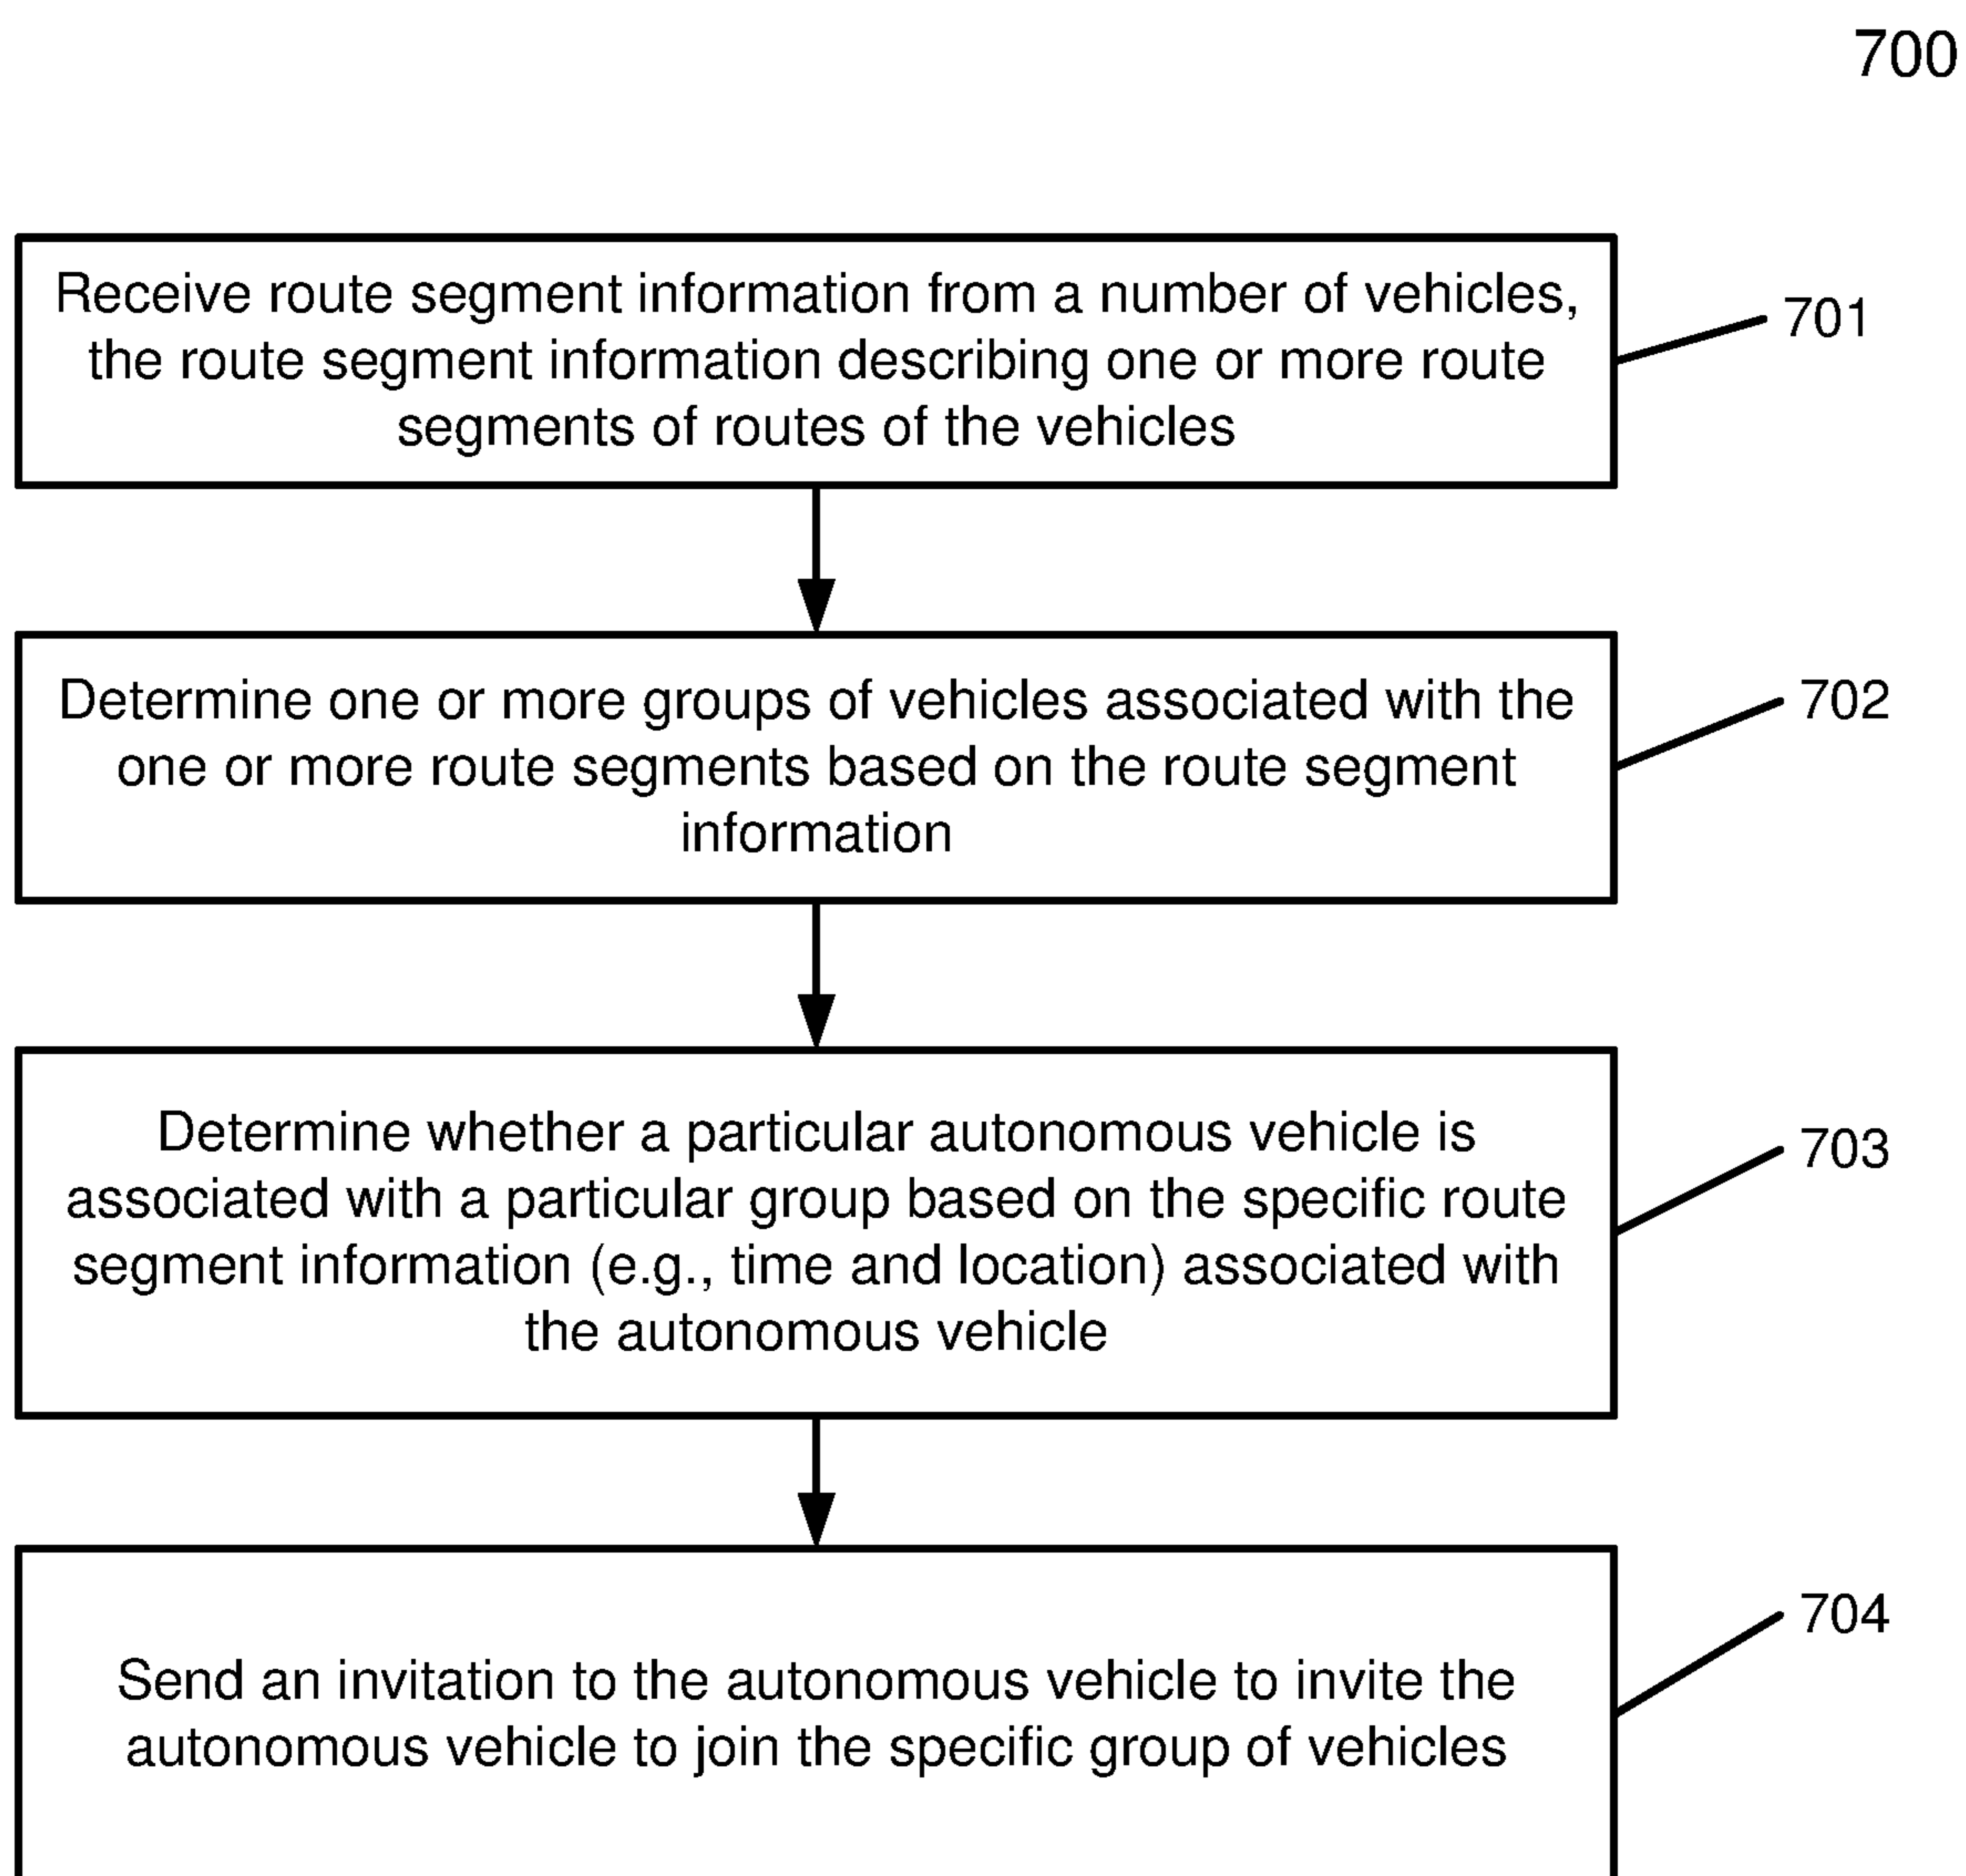 700
Receive route segment information from a number of vehicles,
the route segment information describing one or more route
segments of routes of the vehicles
701
Determine one or more groups of vehicles associated with the
one or more route segments based on the route segment
information
702
Determine whether a particular autonomous vehicle is
associated with a particular group based on the specific route
segment information (e.g., time and location) associated with
the autonomous vehicle
703
Send an invitation to the autonomous vehicle to invite the
autonomous vehicle to join the specific group of vehicles
704